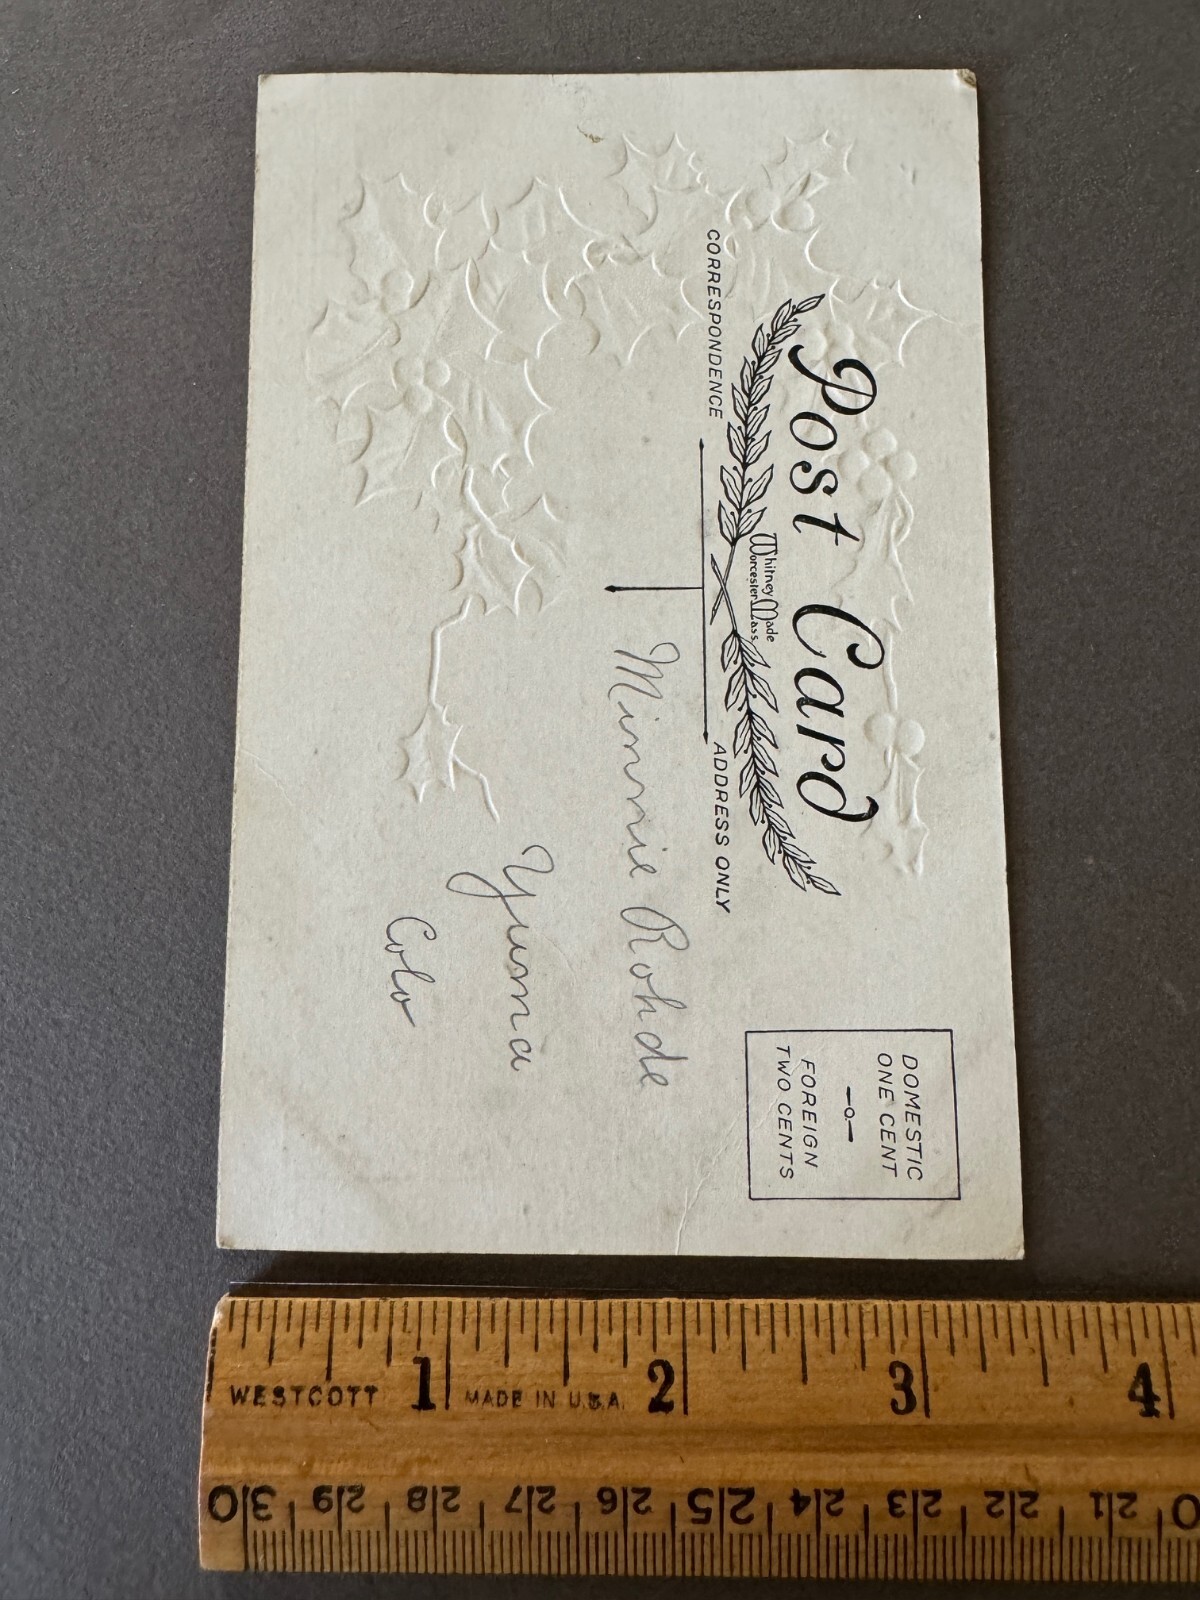 Post Card
Whitney Made
Worcester Mass.
CORRESPONDENCE
ADDRESS ONLY
DOMESTIC
ONE CENT
FOREIGN
TWO CENTS
Minnie Rohde
Yuma
Colo
1 2 3 4
WESTCOTT MADE IN U.S.A.
30 29 28 27 26 25 24 23 22 21 0